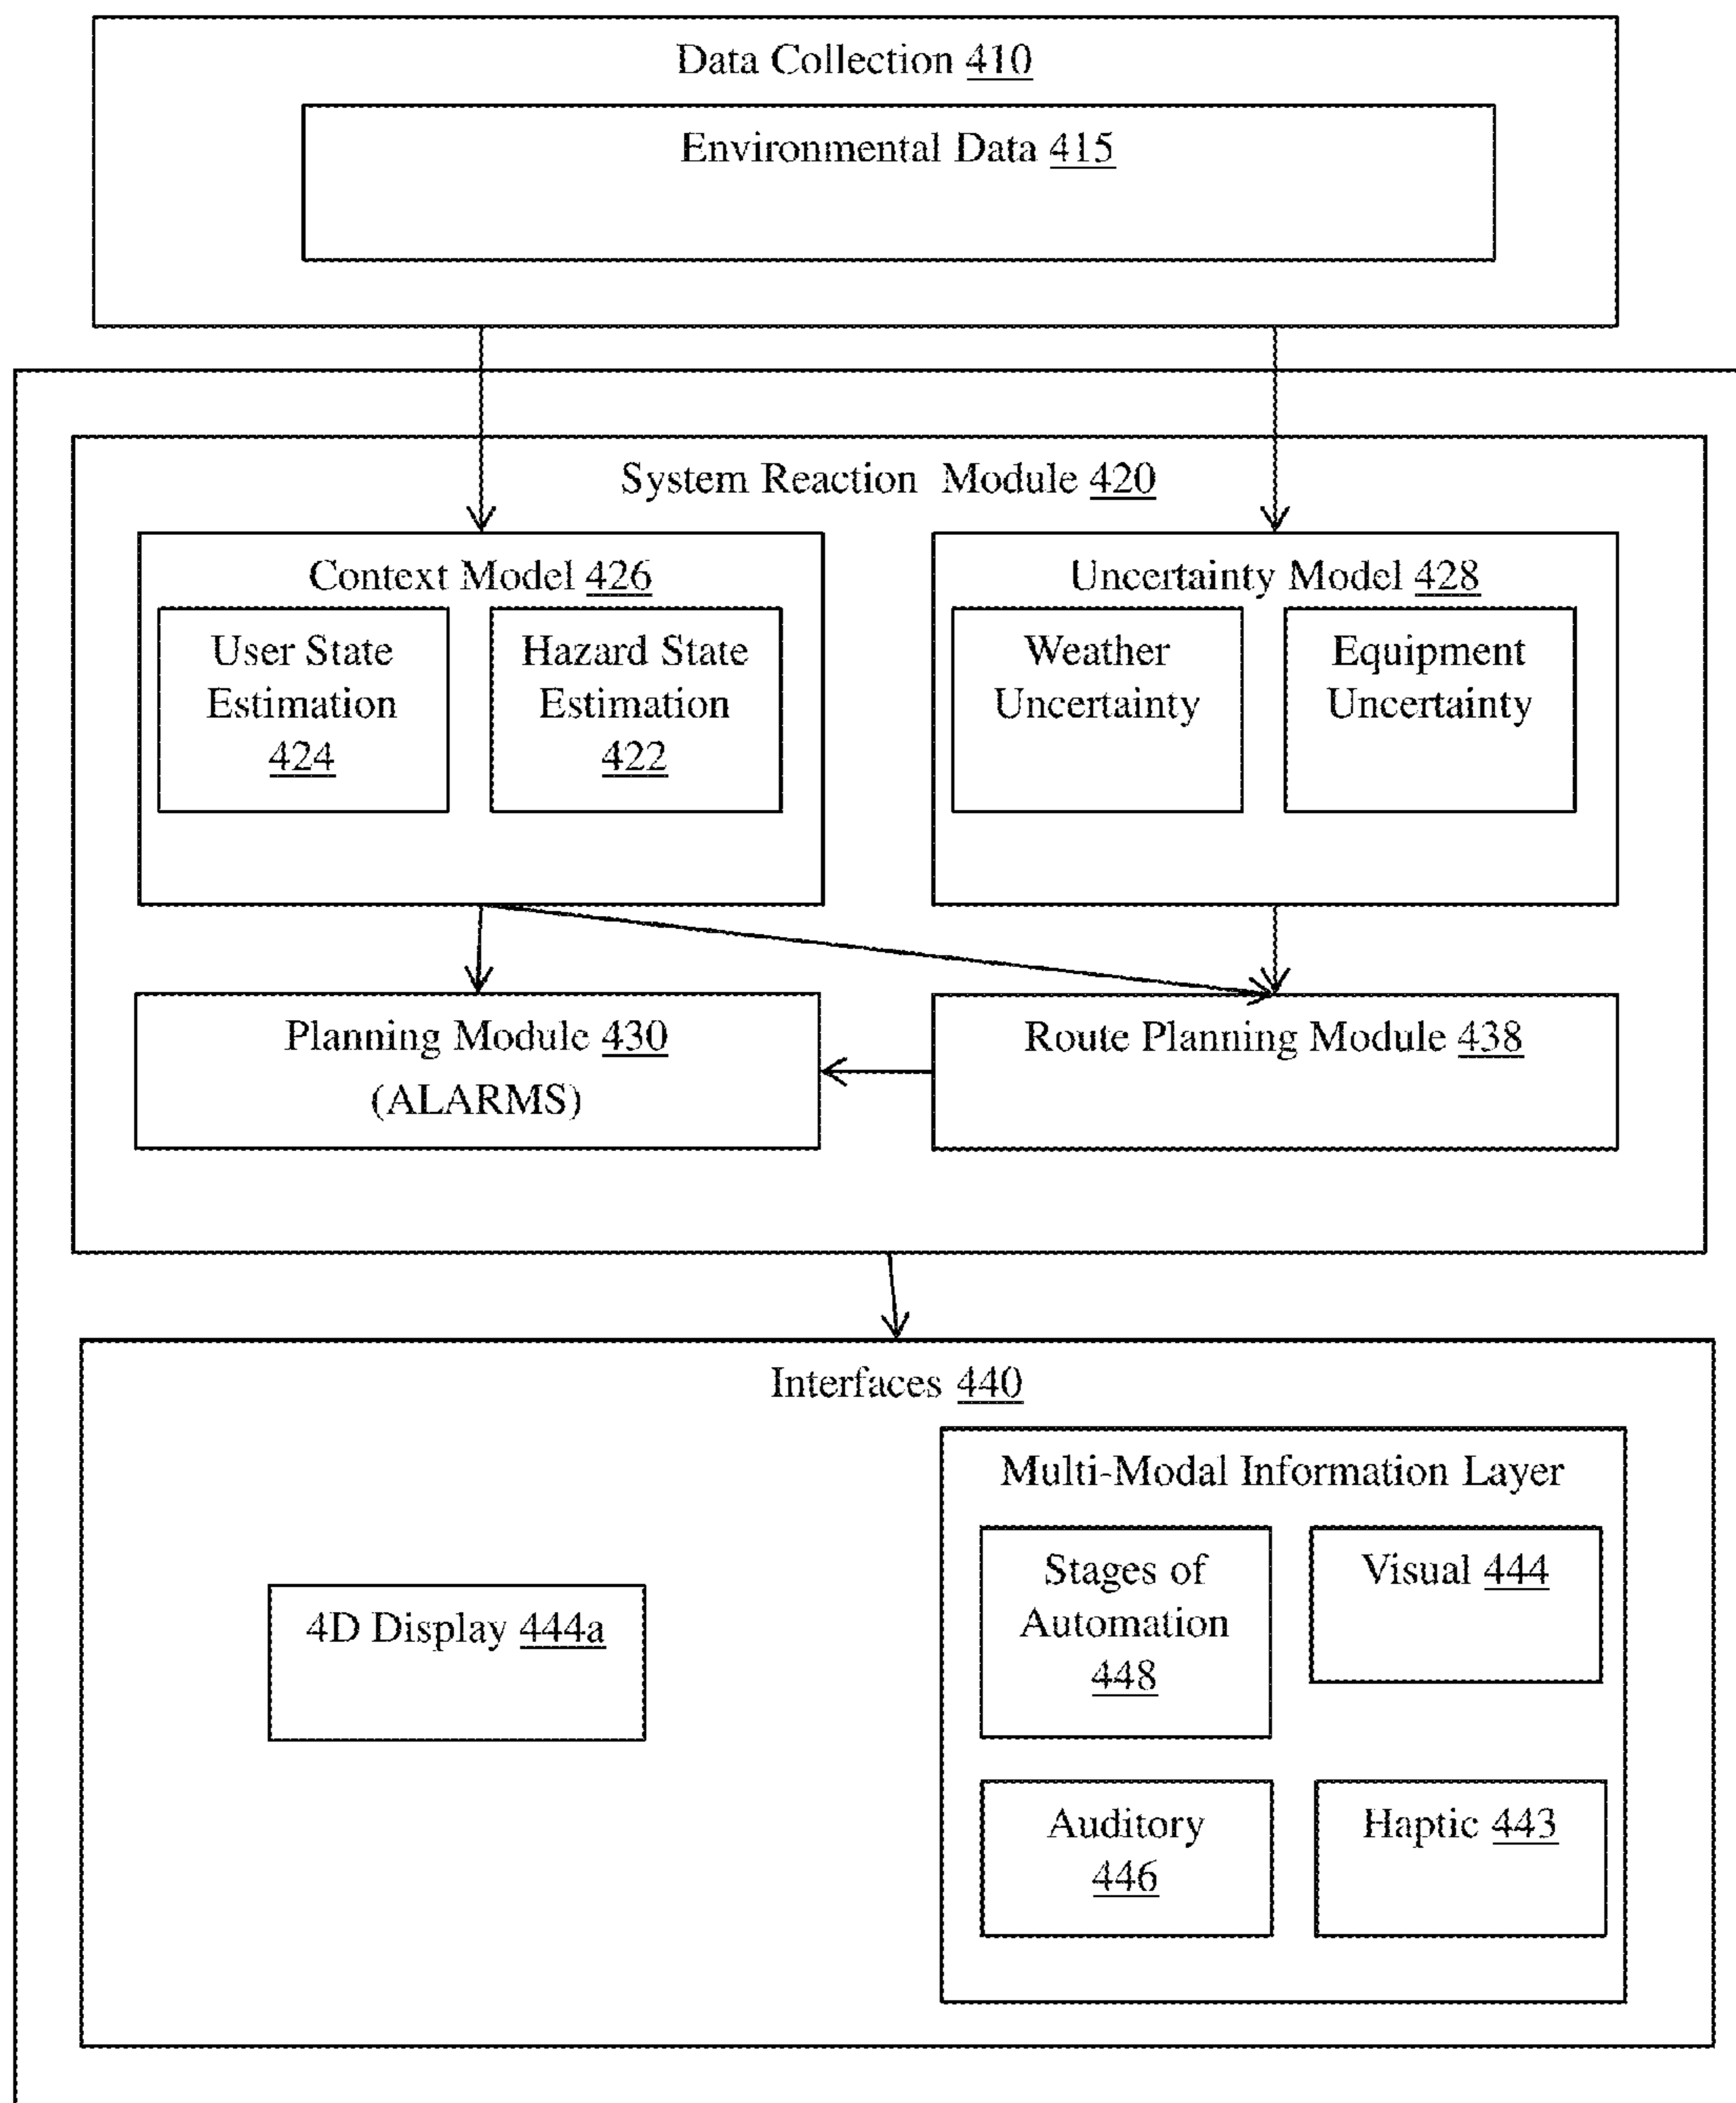 Data Collection 410
Environmental Data 415
System Reaction Module 420
Context Model 426
User State
Estimation
424
Hazard State
Estimation
422
Uncertainty Model 428
Weather
Uncertainty
Equipment
Uncertainty
Planning Module 430
(ALARMS)
Route Planning Module 438
Interfaces 440
4D Display 444a
Multi-Modal Information Layer
Stages of
Automation
448
Visual 444
Auditory
446
Haptic 443